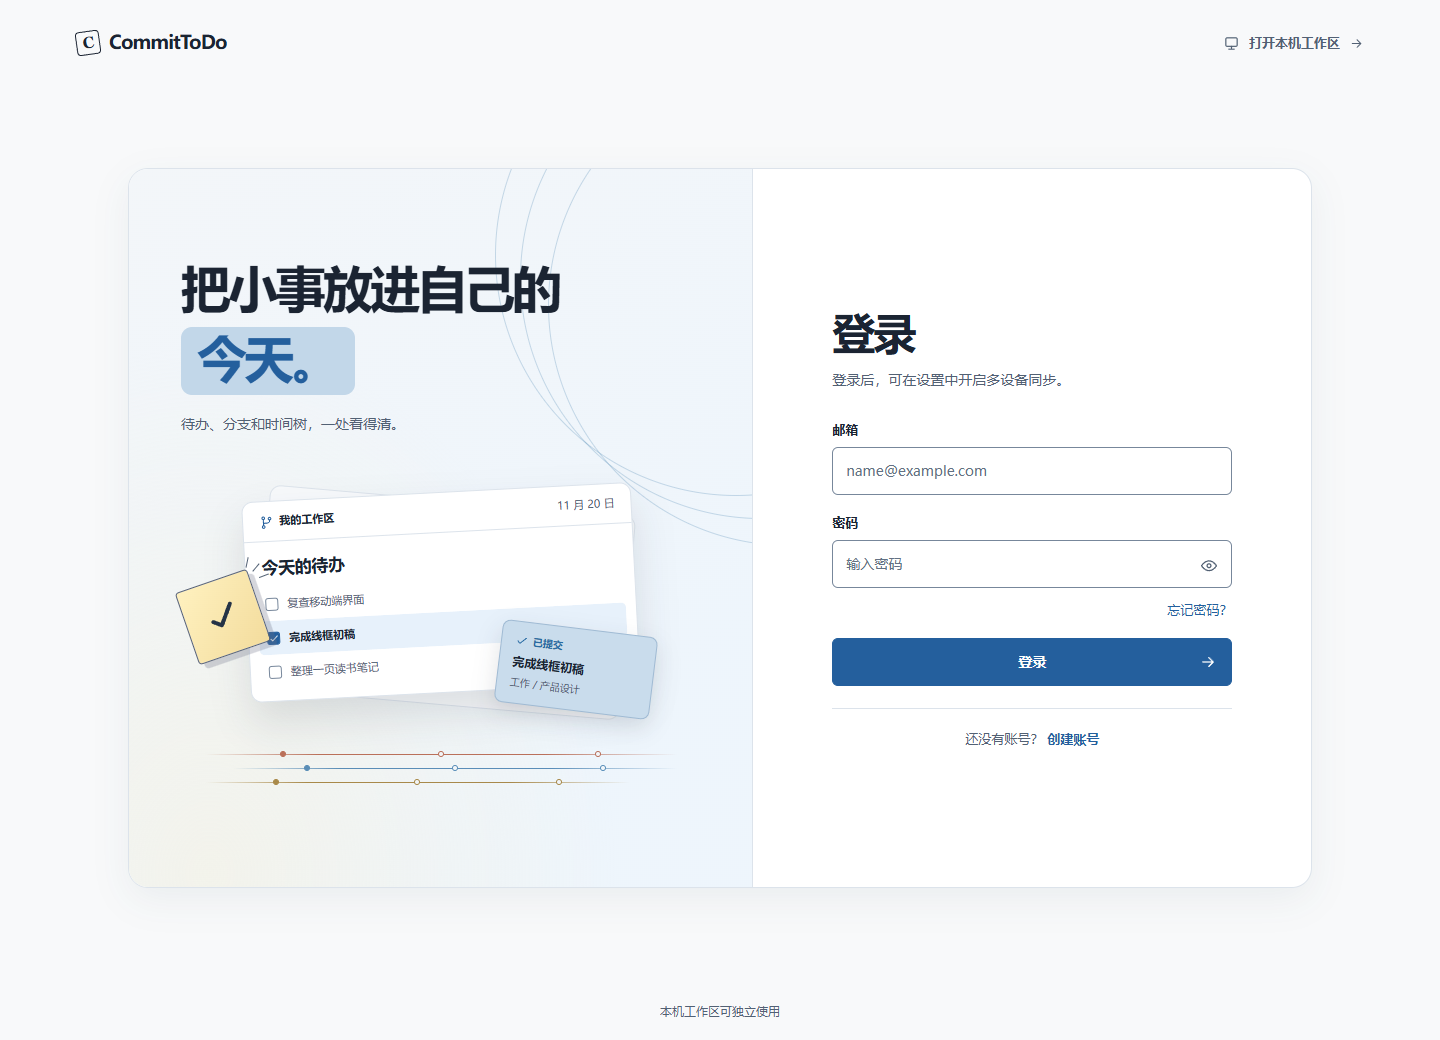 C CommitToDo
打开本机工作区
把小事放进自己的
今天。
待办、分支和时间树，一处看得清。
我的工作区
11 月 20 日
今天的待办
复查移动端界面
完成线框初稿
整理一页读书笔记
已提交
完成线框初稿
工作 / 产品设计
登录
登录后，可在设置中开启多设备同步。
邮箱
name@example.com
密码
输入密码
忘记密码?
登录
还没有账号? 创建账号
本机工作区可独立使用